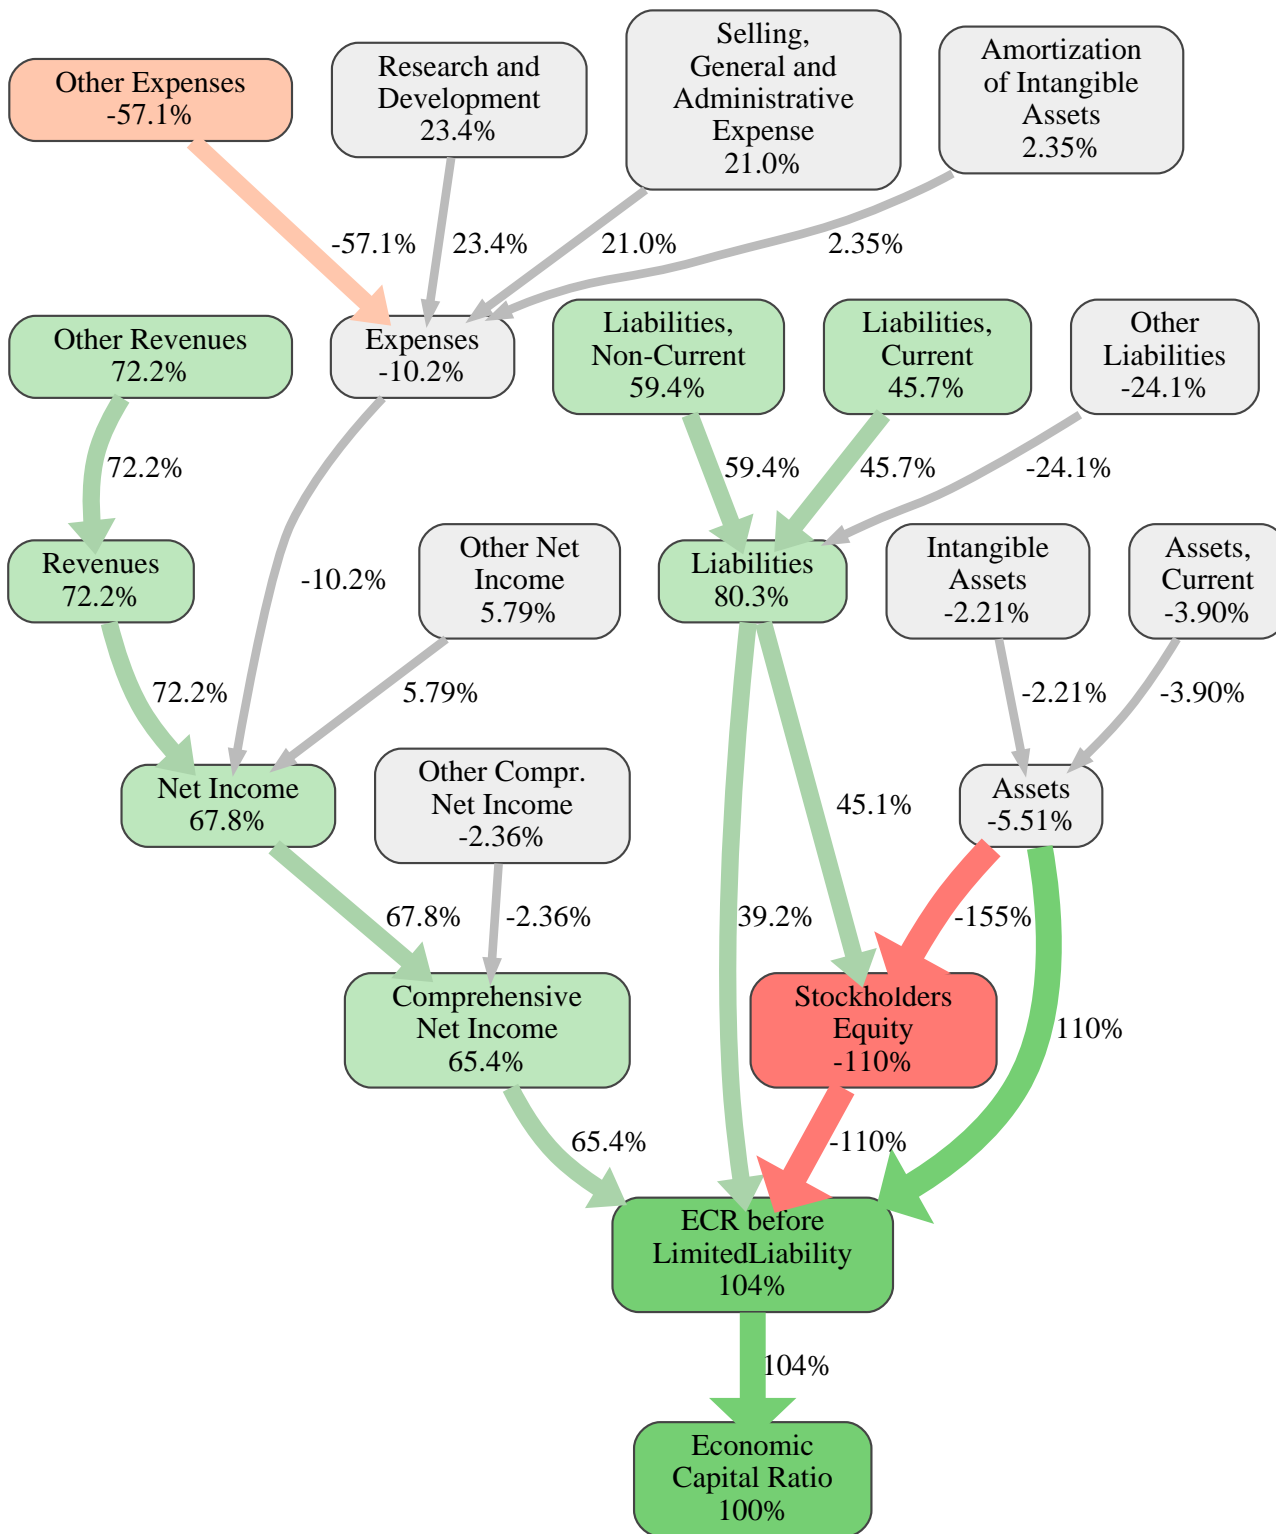 Other Expenses
-57.1%
Research and
Development
23.4%
Selling,
General and
Administrative
Expense
21.0%
Amortization
of Intangible
Assets
2.35%
-57.1%
23.4%
21.0%
2.35%
Other Revenues
72.2%
Expenses
-10.2%
Liabilities,
Non-Current
59.4%
Liabilities,
Current
45.7%
Other
Liabilities
-24.1%
72.2%
59.4%
45.7%
-24.1%
Revenues
72.2%
-10.2%
Other Net
Income
5.79%
Liabilities
80.3%
Intangible
Assets
-2.21%
Assets,
Current
-3.90%
72.2%
5.79%
-2.21%
-3.90%
Net Income
67.8%
Other Compr.
Net Income
-2.36%
45.1%
Assets
-5.51%
67.8%
-2.36%
39.2%
-155%
Comprehensive
Net Income
65.4%
Stockholders
Equity
-110%
110%
65.4%
-110%
ECR before
LimitedLiability
104%
104%
Economic
Capital Ratio
100%